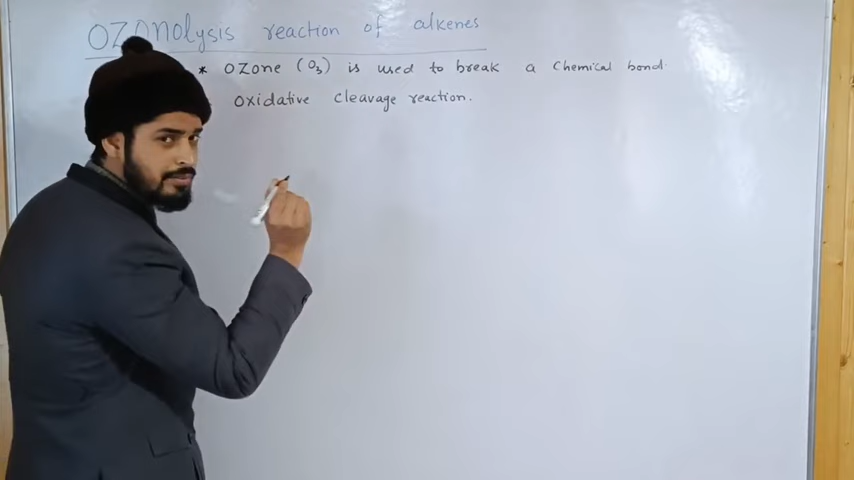 OZONolysis reaction of alkenes
* OZone (O₃) is used to break a Chemical bond.
Oxidative Cleavage reaction.